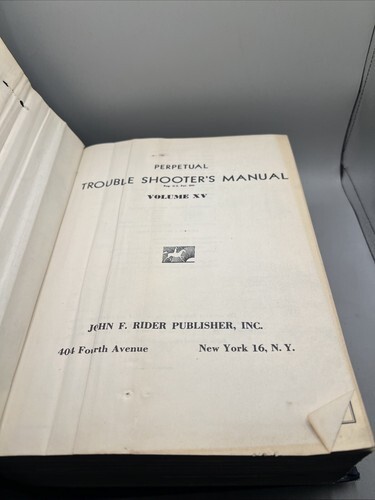 PERPETUAL
TROUBLE SHOOTER'S MANUAL
VOLUME XV
JOHN F. RIDER PUBLISHER, INC.
404 Fourth Avenue New York 16, N. Y.